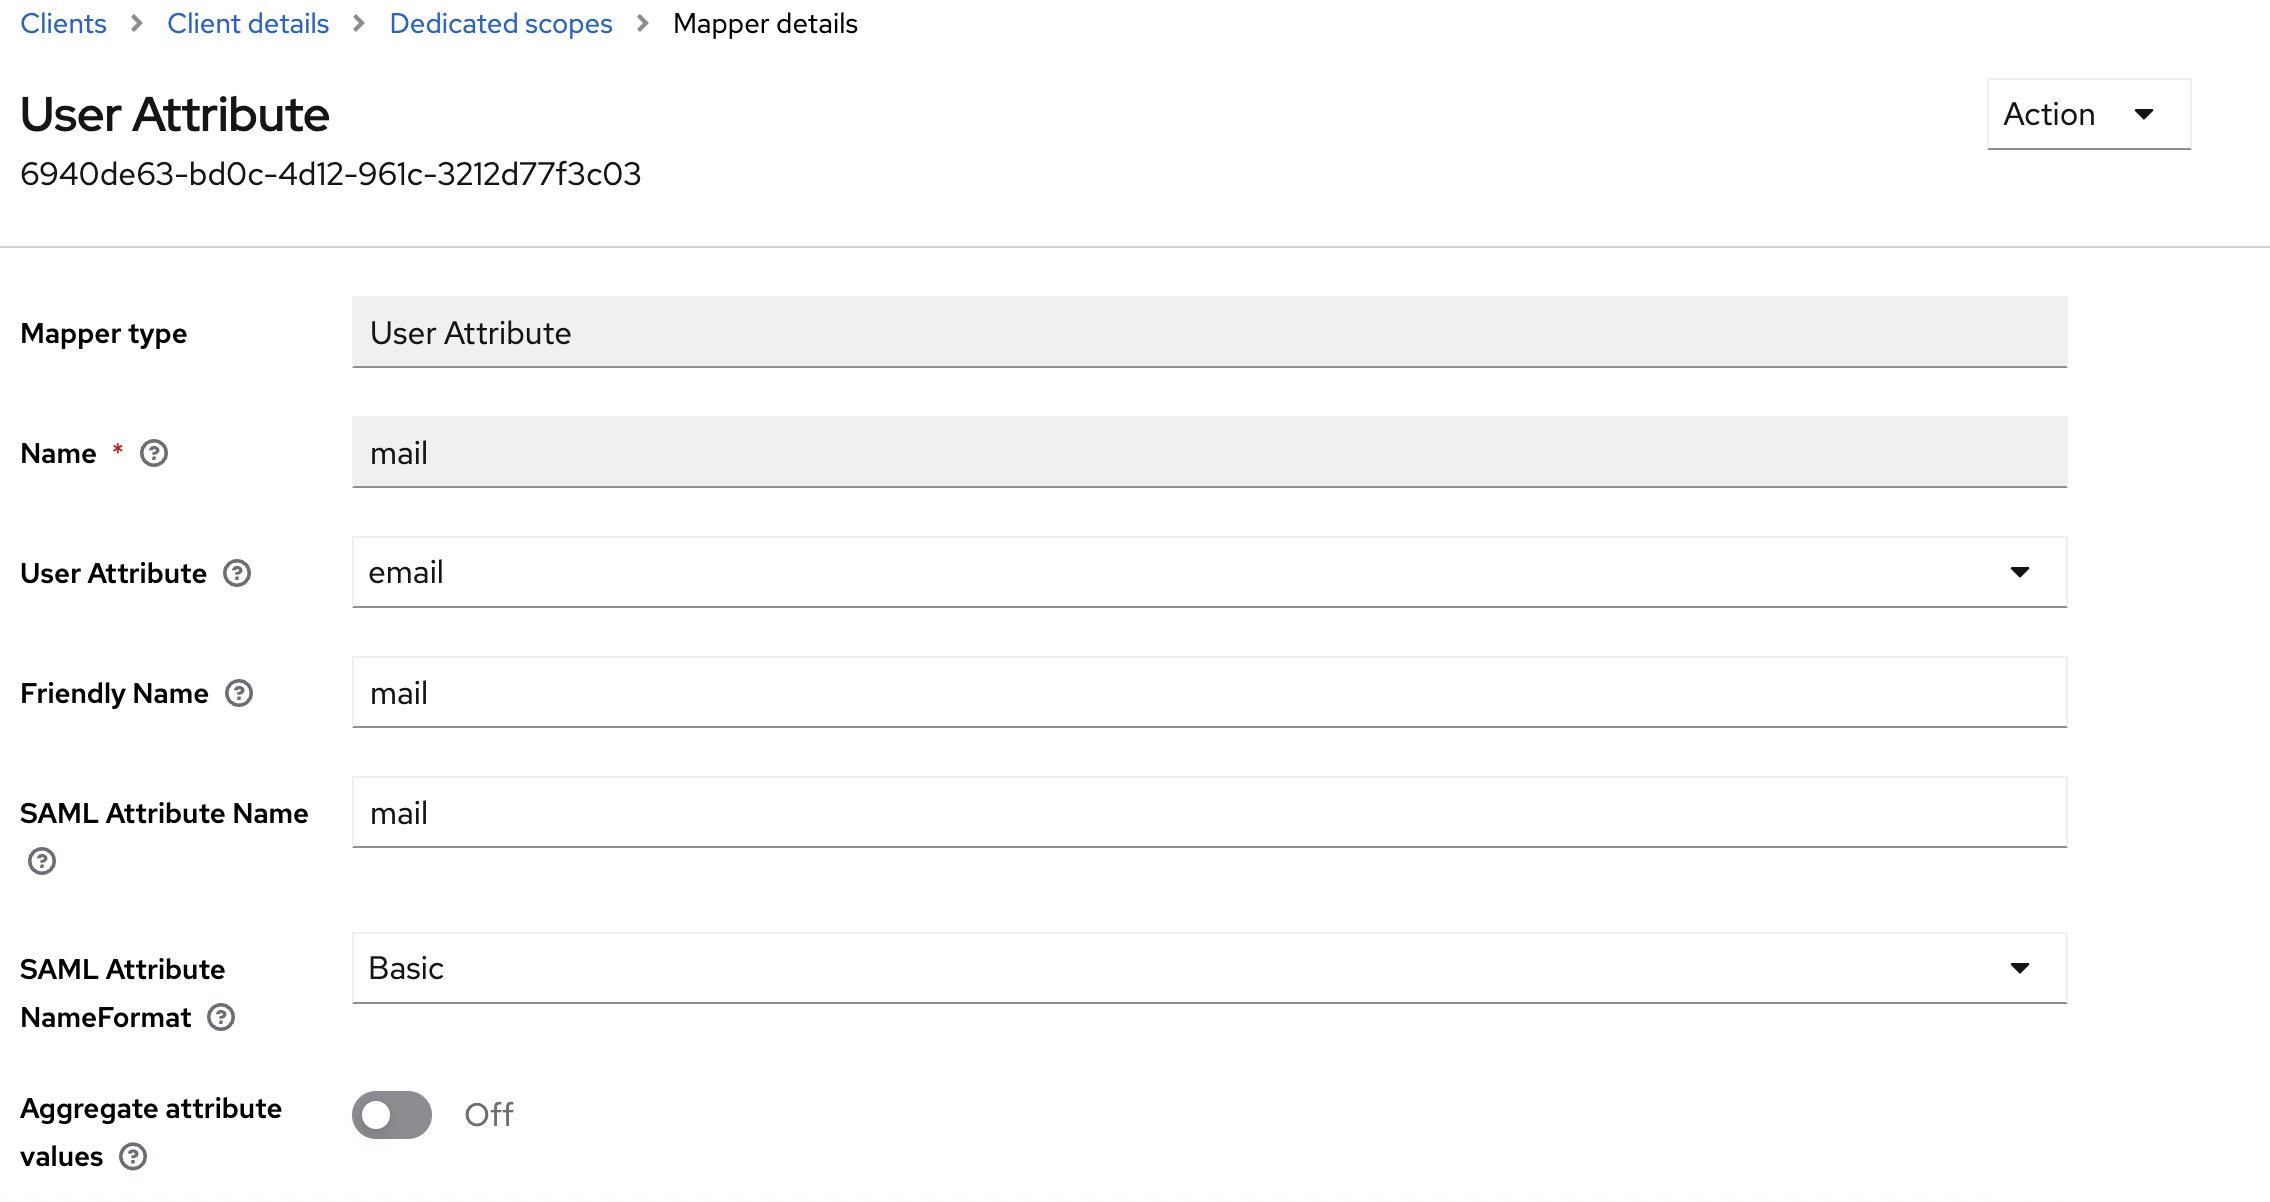 Clients > Client details > Dedicated scopes > Mapper details
User Attribute
Action
6940de63-bd0c-4d12-961c-3212d77f3c03
Mapper type
User Attribute
Name *
mail
User Attribute
email
Friendly Name
mail
SAML Attribute Name
mail
SAML Attribute
NameFormat
Basic
Aggregate attribute
values
Off